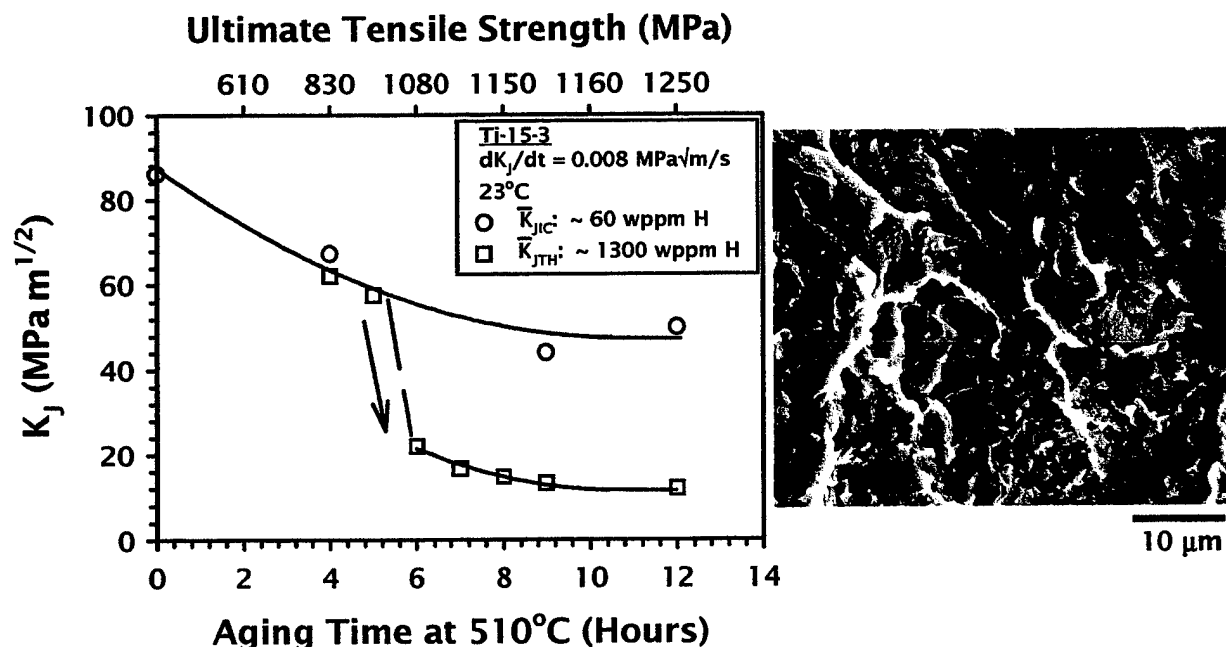 Ultimate Tensile Strength (MPa)
610 830 1080 1150 1160 1250
100
80
60
40
20
0
K_J (MPa m^{1/2})
Ti-15-3
dK_J/dt = 0.008 MPa√m/s
23°C
K̅_{JIC}: ~ 60 wppm H
K̅_{JTH}: ~ 1300 wppm H
0 2 4 6 8 10 12 14
Aging Time at 510°C (Hours)
10 μm